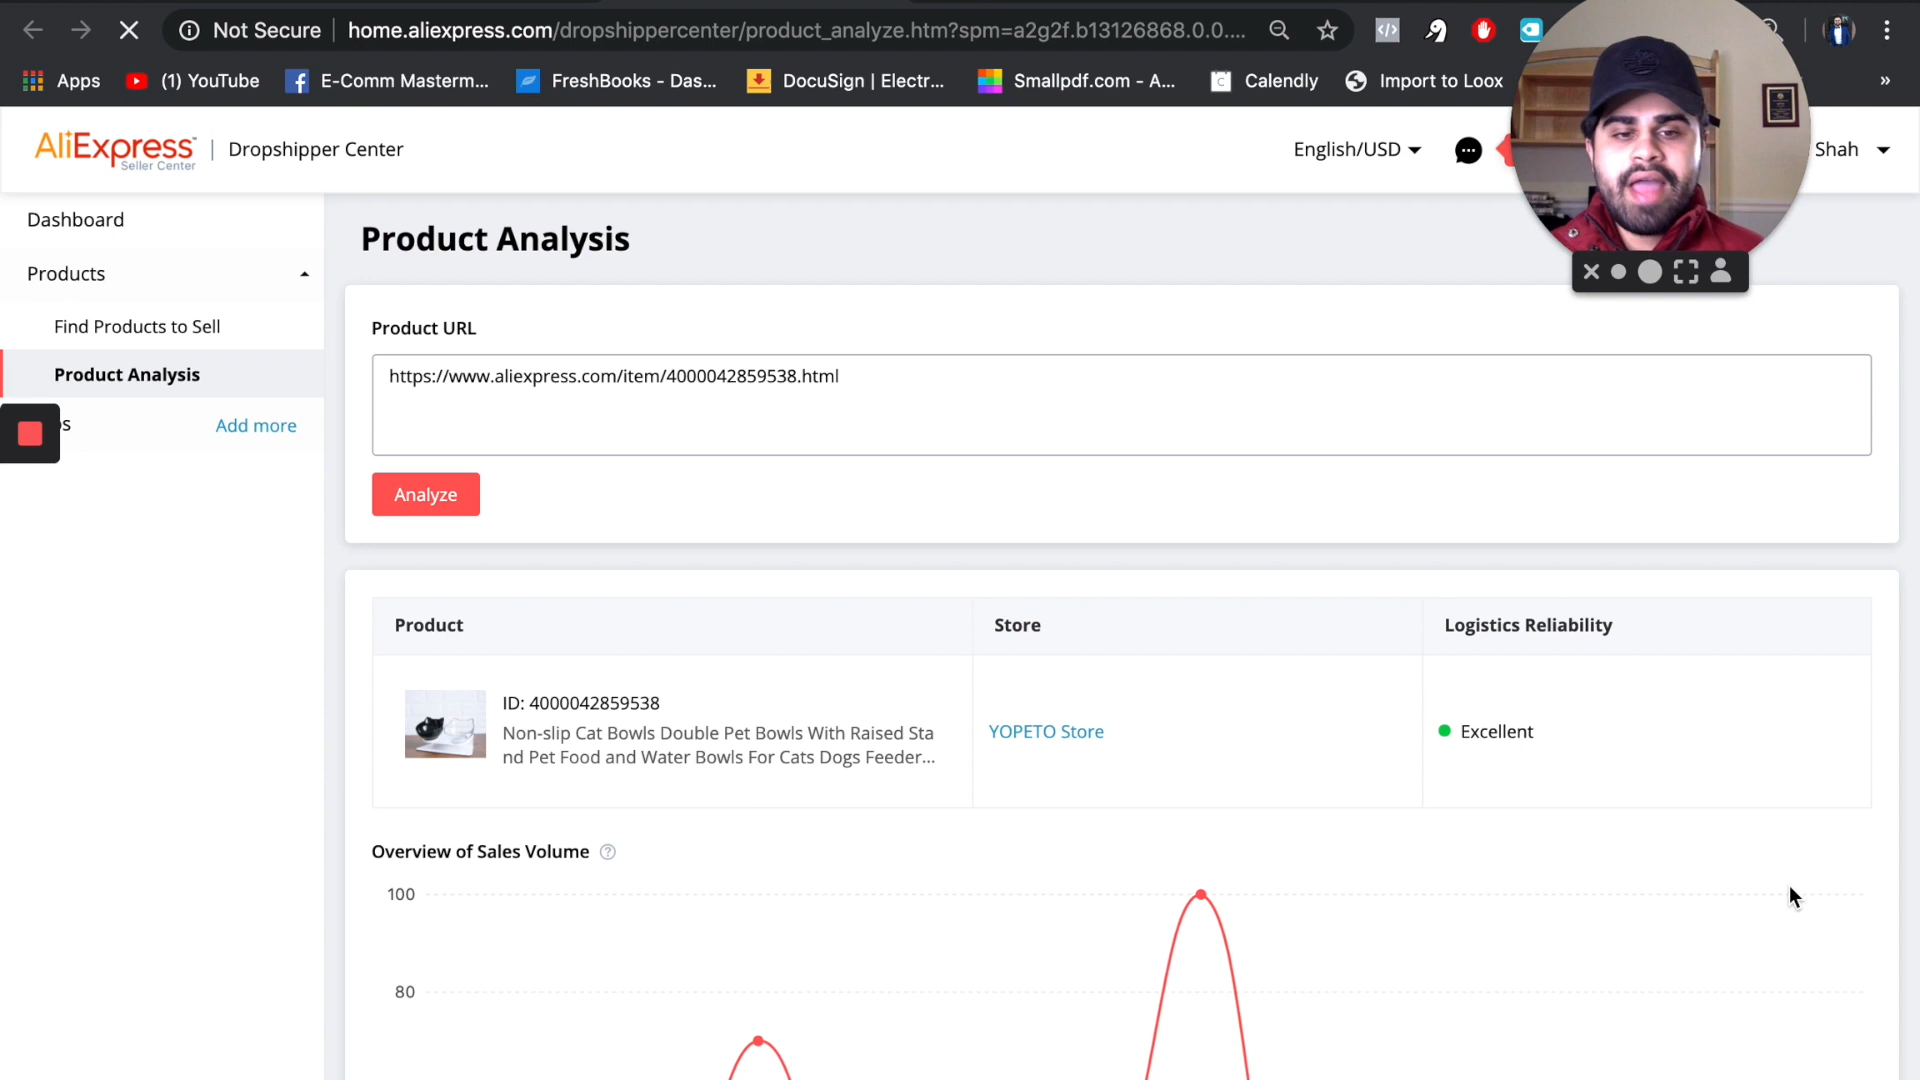 Not Secure home.aliexpress.com/dropshippercenter/product_analyze.htm?spm=a2g2f.b13126868.0.0....
Apps (1) YouTube E-Comm Masterm... FreshBooks - Das... DocuSign | Electr... Smallpdf.com - A... Calendly Import to Loox »
AliExpress | Dropshipper Center English/USD Shah
Seller Center
Dashboard
Product Analysis
Products
Find Products to Sell
Product URL
Product Analysis
https://www.aliexpress.com/item/4000042859538.html
os Add more
Analyze
Product Store Logistics Reliability
ID: 4000042859538
Non-slip Cat Bowls Double Pet Bowls With Raised Sta
nd Pet Food and Water Bowls For Cats Dogs Feeder...
YOPETO Store
Excellent
Overview of Sales Volume ?
100
80